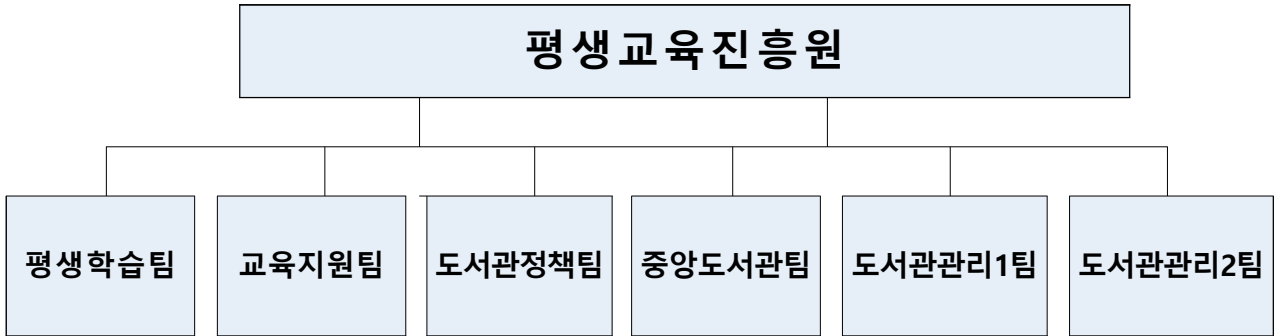 평생교육진흥원
평생학습팀
교육지원팀
도서관정책팀
중앙도서관팀
도서관관리1팀
도서관관리2팀